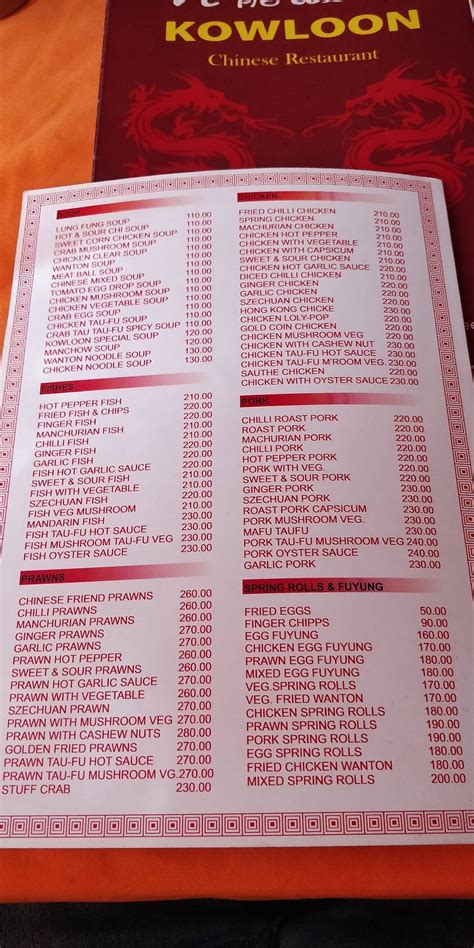 KOWLOON
Chinese Restaurant
SOUP
LUNG FUNG SOUP 110.00
HOT & SOUR CHI SOUP 110.00
SWEET CORN CHICKEN SOUP 110.00
CRAB MUSHROOM SOUP 110.00
CHICKEN CLEAR SOUP 110.00
WANTON SOUP 110.00
MEAT BALL SOUP 110.00
CHINESE MIXED SOUP 110.00
TOMATO EGG DROP SOUP 110.00
CHICKEN MUSHROOM SOUP 110.00
CHICKEN VEGETABLE SOUP 110.00
CRAB EGG SOUP 110.00
CHICKEN TAU-FU SOUP 110.00
CRAB TAU TAU-FU SPICY SOUP 110.00
KOWLOON SPECIAL SOUP 120.00
MANCHOW SOUP 120.00
WANTON NOODLE SOUP 130.00
CHICKEN NOODLE SOUP 130.00
FISHES
HOT PEPPER FISH 210.00
FRIED FISH & CHIPS 220.00
FINGER FISH 210.00
MANCHURIAN FISH 220.00
CHILLI FISH 220.00
GINGER FISH 220.00
GARLIC FISH 220.00
FISH HOT GARLIC SAUCE 220.00
SWEET & SOUR FISH 220.00
FISH WITH VEGETABLE 210.00
SZECHUAN FISH 220.00
FISH VEG MUSHROOM 210.00
MANDARIN FISH 230.00
FISH TAU-FU HOT SAUCE 230.00
FISH MUSHROOM TAU-FU VEG 230.00
FISH OYSTER SAUCE 230.00
PRAWNS
CHINESE FRIEND PRAWNS 260.00
CHILLI PRAWNS 260.00
MANCHURIAN PRAWNS 260.00
GINGER PRAWNS 270.00
GARLIC PRAWNS 270.00
PRAWN HOT PEPPER 260.00
SWEET & SOUR PRAWNS 260.00
PRAWN HOT GARLIC SAUCE 270.00
PRAWN WITH VEGETABLE 260.00
SZECHUAN PRAWN 270.00
PRAWN WITH MUSHROOM VEG 270.00
PRAWN WITH CASHEW NUTS 280.00
GOLDEN FRIED PRAWNS 270.00
PRAWN TAU-FU HOT SAUCE 270.00
PRAWN TAU-FU MUSHROOM VG. 270.00
STUFF CRAB 230.00
CHICKEN
FRIED CHILLI CHICKEN 210.00
SPRING CHICKEN 210.00
MACHURIAN CHICKEN 210.00
CHICKEN HOT PEPPER 210.00
CHICKEN WITH VEGETABLE 210.00
CHICKEN WITH CAPSICUM 210.00
SWEET & SOUR CHICKEN 210.00
CHICKEN HOT GARLIC SAUCE 220.00
DICED CHILLI CHICKEN 210.00
GINGER CHICKEN 210.00
GARLIC CHICKEN 210.00
SZECHUAN CHICKEN 210.00
HONG KONG CHICKE 230.00
CHICKEN LOLY-POP 220.00
GOLD COIN CHICKEN 220.00
CHICKEN MUSHROOM VEG 220.00
CHICKEN WITH CASHEW NUT 230.00
CHICKEN TAU-FU HOT SAUCE 230.00
CHICKEN TAU-FU M'ROOM VEG. 230.00
SAUTHE CHICKEN 230.00
CHICKEN WITH OYSTER SAUCE 230.00
PORK
CHILLI ROAST PORK 220.00
ROAST PORK 220.00
MACHURIAN PORK 220.00
CHILLI PORK 220.00
HOT PEPPER PORK 220.00
PORK WITH VEG. 220.00
SWEET & SOUR PORK 220.00
GINGER PORK 230.00
SZECHUAN PORK 230.00
ROAST PORK CAPSICUM 230.00
PORK MUSHROOM VEG. 230.00
MAFU TAUFU 230.00
PORK TAU-FU MUSHROOM VEG 240.00
PORK OYSTER SAUCE 230.00
GARLIC PORK 230.00
SPRING ROLLS & FUYUNG
FRIED EGGS 50.00
FINGER CHIPPS 90.00
EGG FUYUNG 160.00
CHICKEN EGG FUYUNG 170.00
PRAWN EGG FUYUNG 180.00
MIXED EGG FUYUNG 180.00
VEG.SPRING ROLLS 170.00
VEG. FRIED WANTON 170.00
CHICKEN SPRING ROLLS 180.00
PRAWN SPRING ROLLS 190.00
PORK SPRING ROLLS 190.00
EGG SPRING ROLLS 180.00
FRIED CHICKEN WANTON 180.00
MIXED SPRING ROLLS 200.00